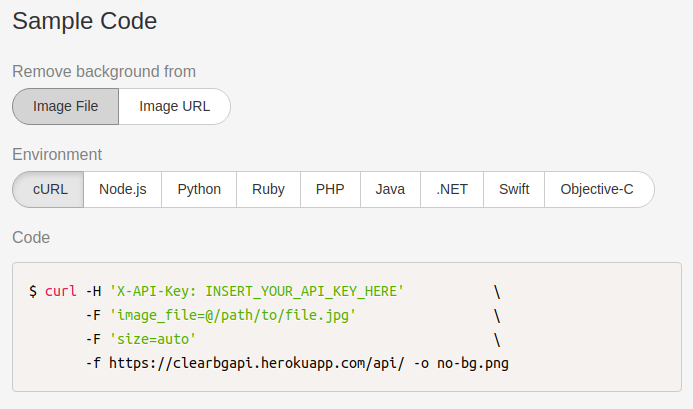 Sample Code
Remove background from
Image File Image URL
Environment
cURL Node.js Python Ruby PHP Java .NET Swift Objective-C
Code
$ curl -H 'X-API-Key: INSERT_YOUR_API_KEY_HERE' \
-F 'image_file=@/path/to/file.jpg' \
-F 'size=auto' \
-f https://clearbgapi.herokuapp.com/api/ -o no-bg.png